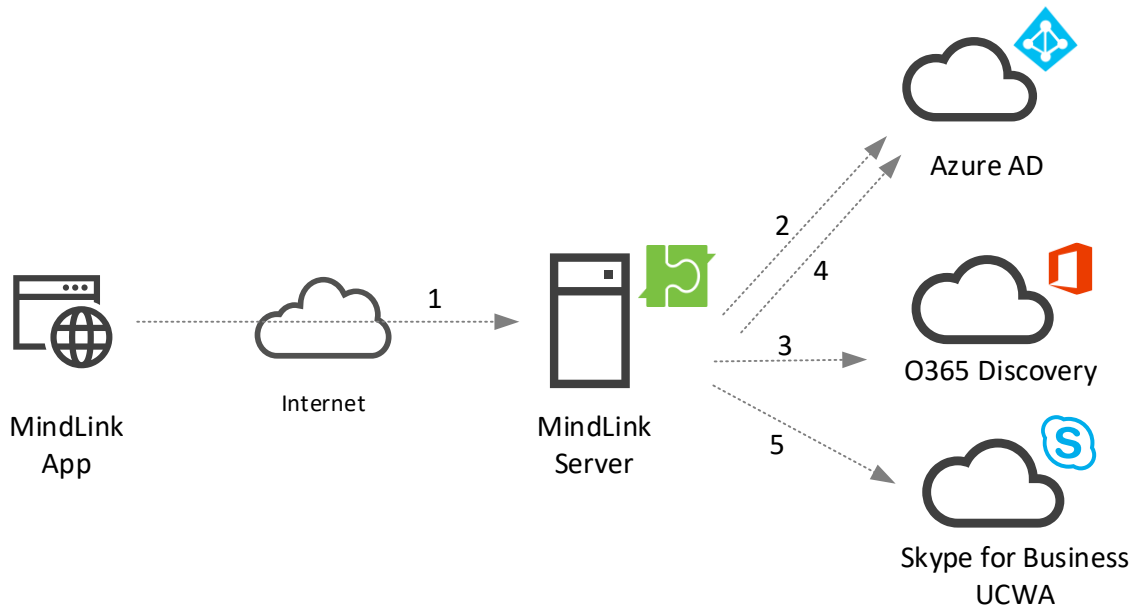 Azure AD
2
4
1
3
O365 Discovery
Internet
MindLink
App
MindLink
Server
5
S
Skype for Business
UCWA